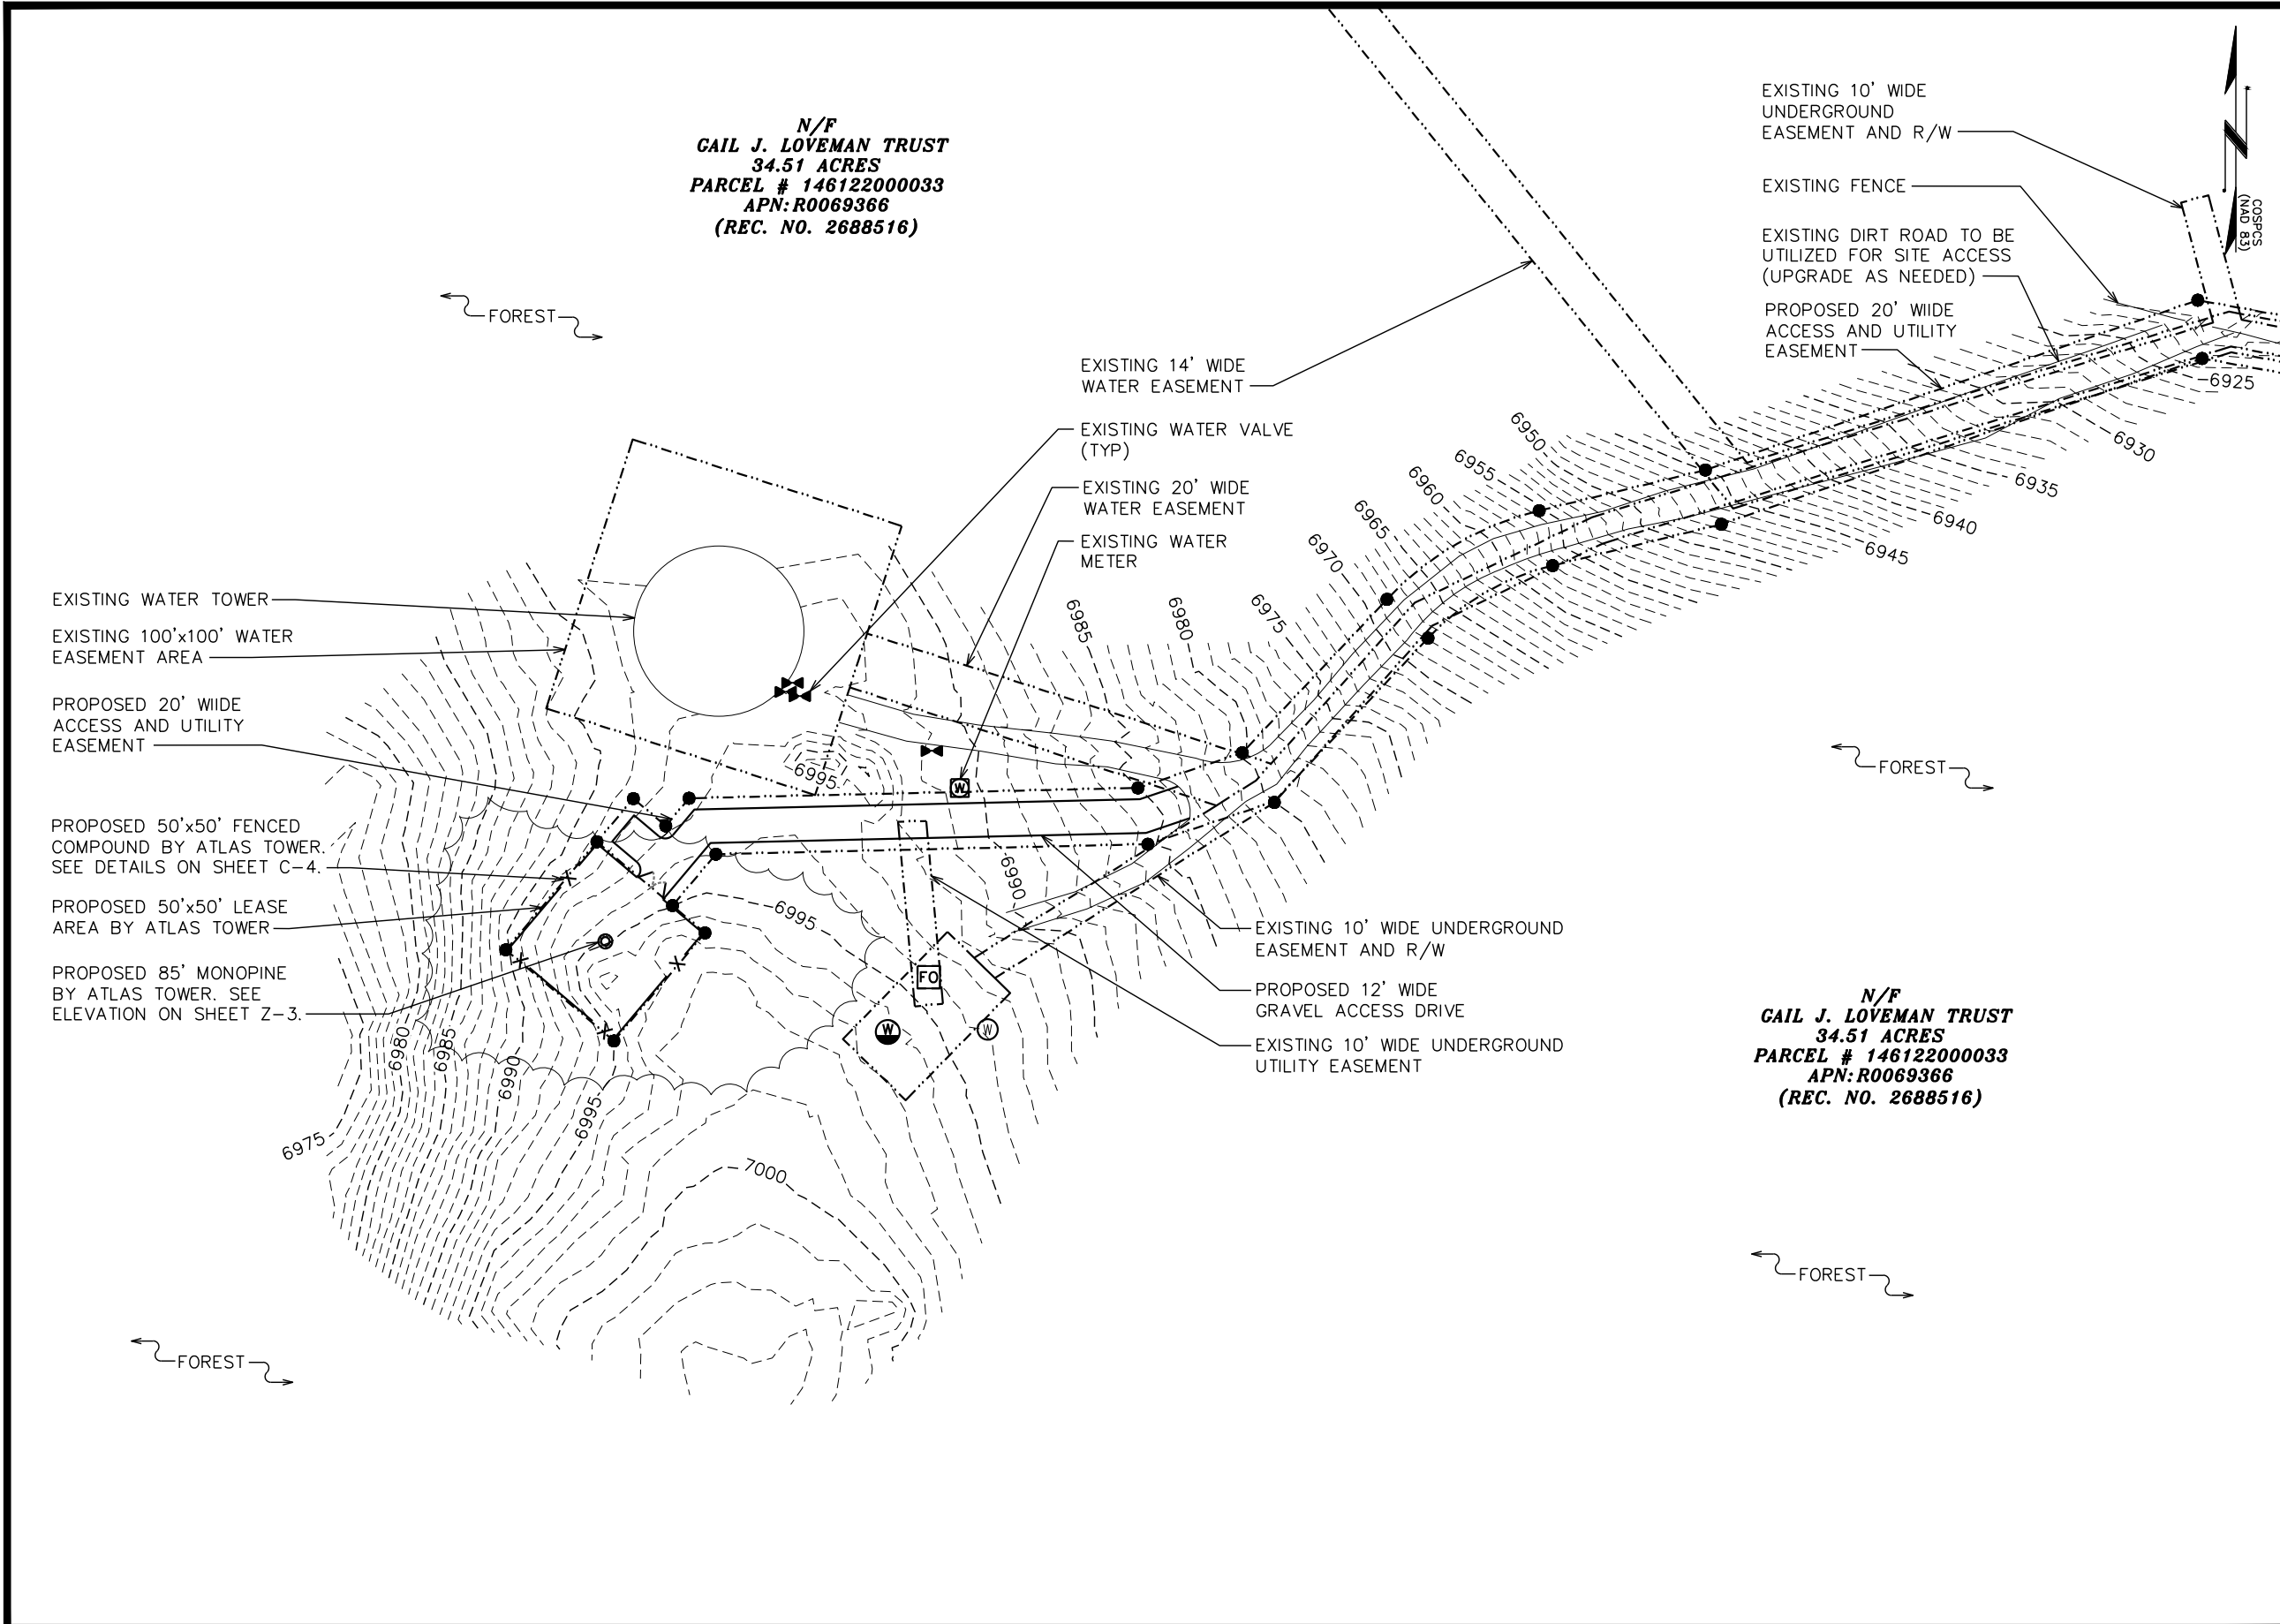 N/F
GAIL J. LOVEMAN TRUST
34.51 ACRES
PARCEL # 146122000033
APN: R0069366
(REC. NO. 2688516)
EXISTING 10' WIDE
UNDERGROUND
EASEMENT AND R/W
EXISTING FENCE
EXISTING DIRT ROAD TO BE
UTILIZED FOR SITE ACCESS
(UPGRADE AS NEEDED)
PROPOSED 20' WIIDE
ACCESS AND UTILITY
EASEMENT
COSPCS
(NAD 83)
FOREST
EXISTING 14' WIDE
WATER EASEMENT
EXISTING WATER VALVE
(TYP)
EXISTING 20' WIDE
WATER EASEMENT
EXISTING WATER
METER
6925
6930
6935
6940
6945
6950
6955
6960
6965
6970
6975
6980
6985
EXISTING WATER TOWER
EXISTING 100'x100' WATER
EASEMENT AREA
PROPOSED 20' WIIDE
ACCESS AND UTILITY
EASEMENT
PROPOSED 50'x50' FENCED
COMPOUND BY ATLAS TOWER.
SEE DETAILS ON SHEET C-4.
PROPOSED 50'x50' LEASE
AREA BY ATLAS TOWER
PROPOSED 85' MONOPINE
BY ATLAS TOWER. SEE
ELEVATION ON SHEET Z-3.
6995
W
6990
6995
FO
W
W
FOREST
EXISTING 10' WIDE UNDERGROUND
EASEMENT AND R/W
PROPOSED 12' WIDE
GRAVEL ACCESS DRIVE
EXISTING 10' WIDE UNDERGROUND
UTILITY EASEMENT
N/F
GAIL J. LOVEMAN TRUST
34.51 ACRES
PARCEL # 146122000033
APN: R0069366
(REC. NO. 2688516)
6975
6980
6985
6990
6995
7000
FOREST
FOREST